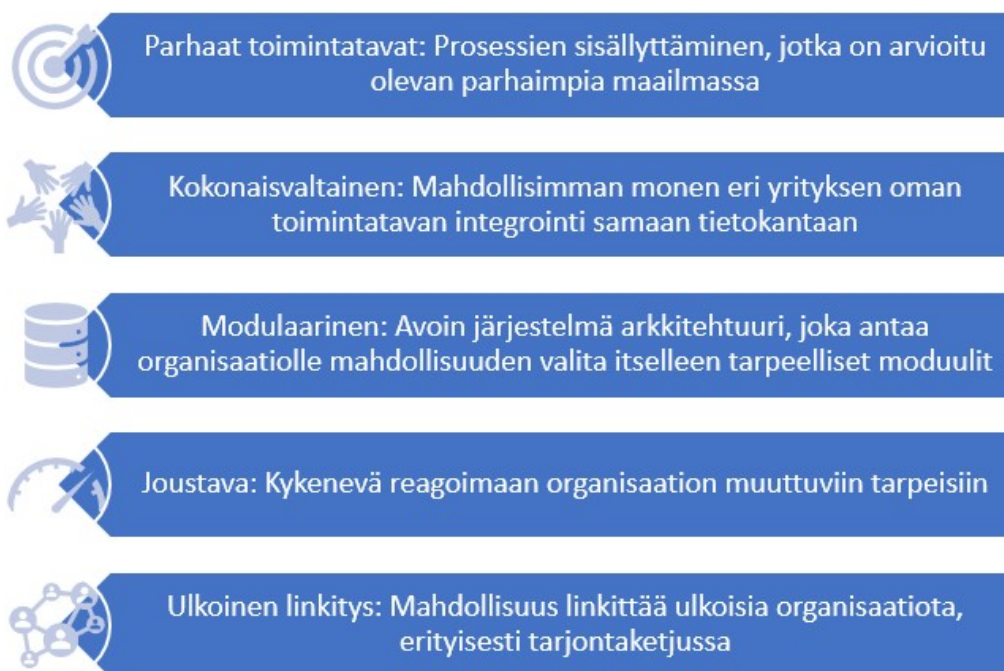 Parhaat toimintatavat: Prosessien sisällyttäminen, jotka on arvioitu
olevan parhaimpia maailmassa
Kokonaisvaltainen: Mahdollisimman monen eri yrityksen oman
toimintatavan integrointi samaan tietokantaan
Modulaarinen: Avoin järjestelmä arkkitehtuuri, joka antaa
organisaatiolle mahdollisuuden valita itselleen tarpeelliset moduulit
Joustava: Kykenevä reagoimaan organisaation muuttuviin tarpeisiin
Ulkoinen linkitys: Mahdollisuus linkittää ulkoisia organisaatiota,
erityisesti tarjontaketjussa